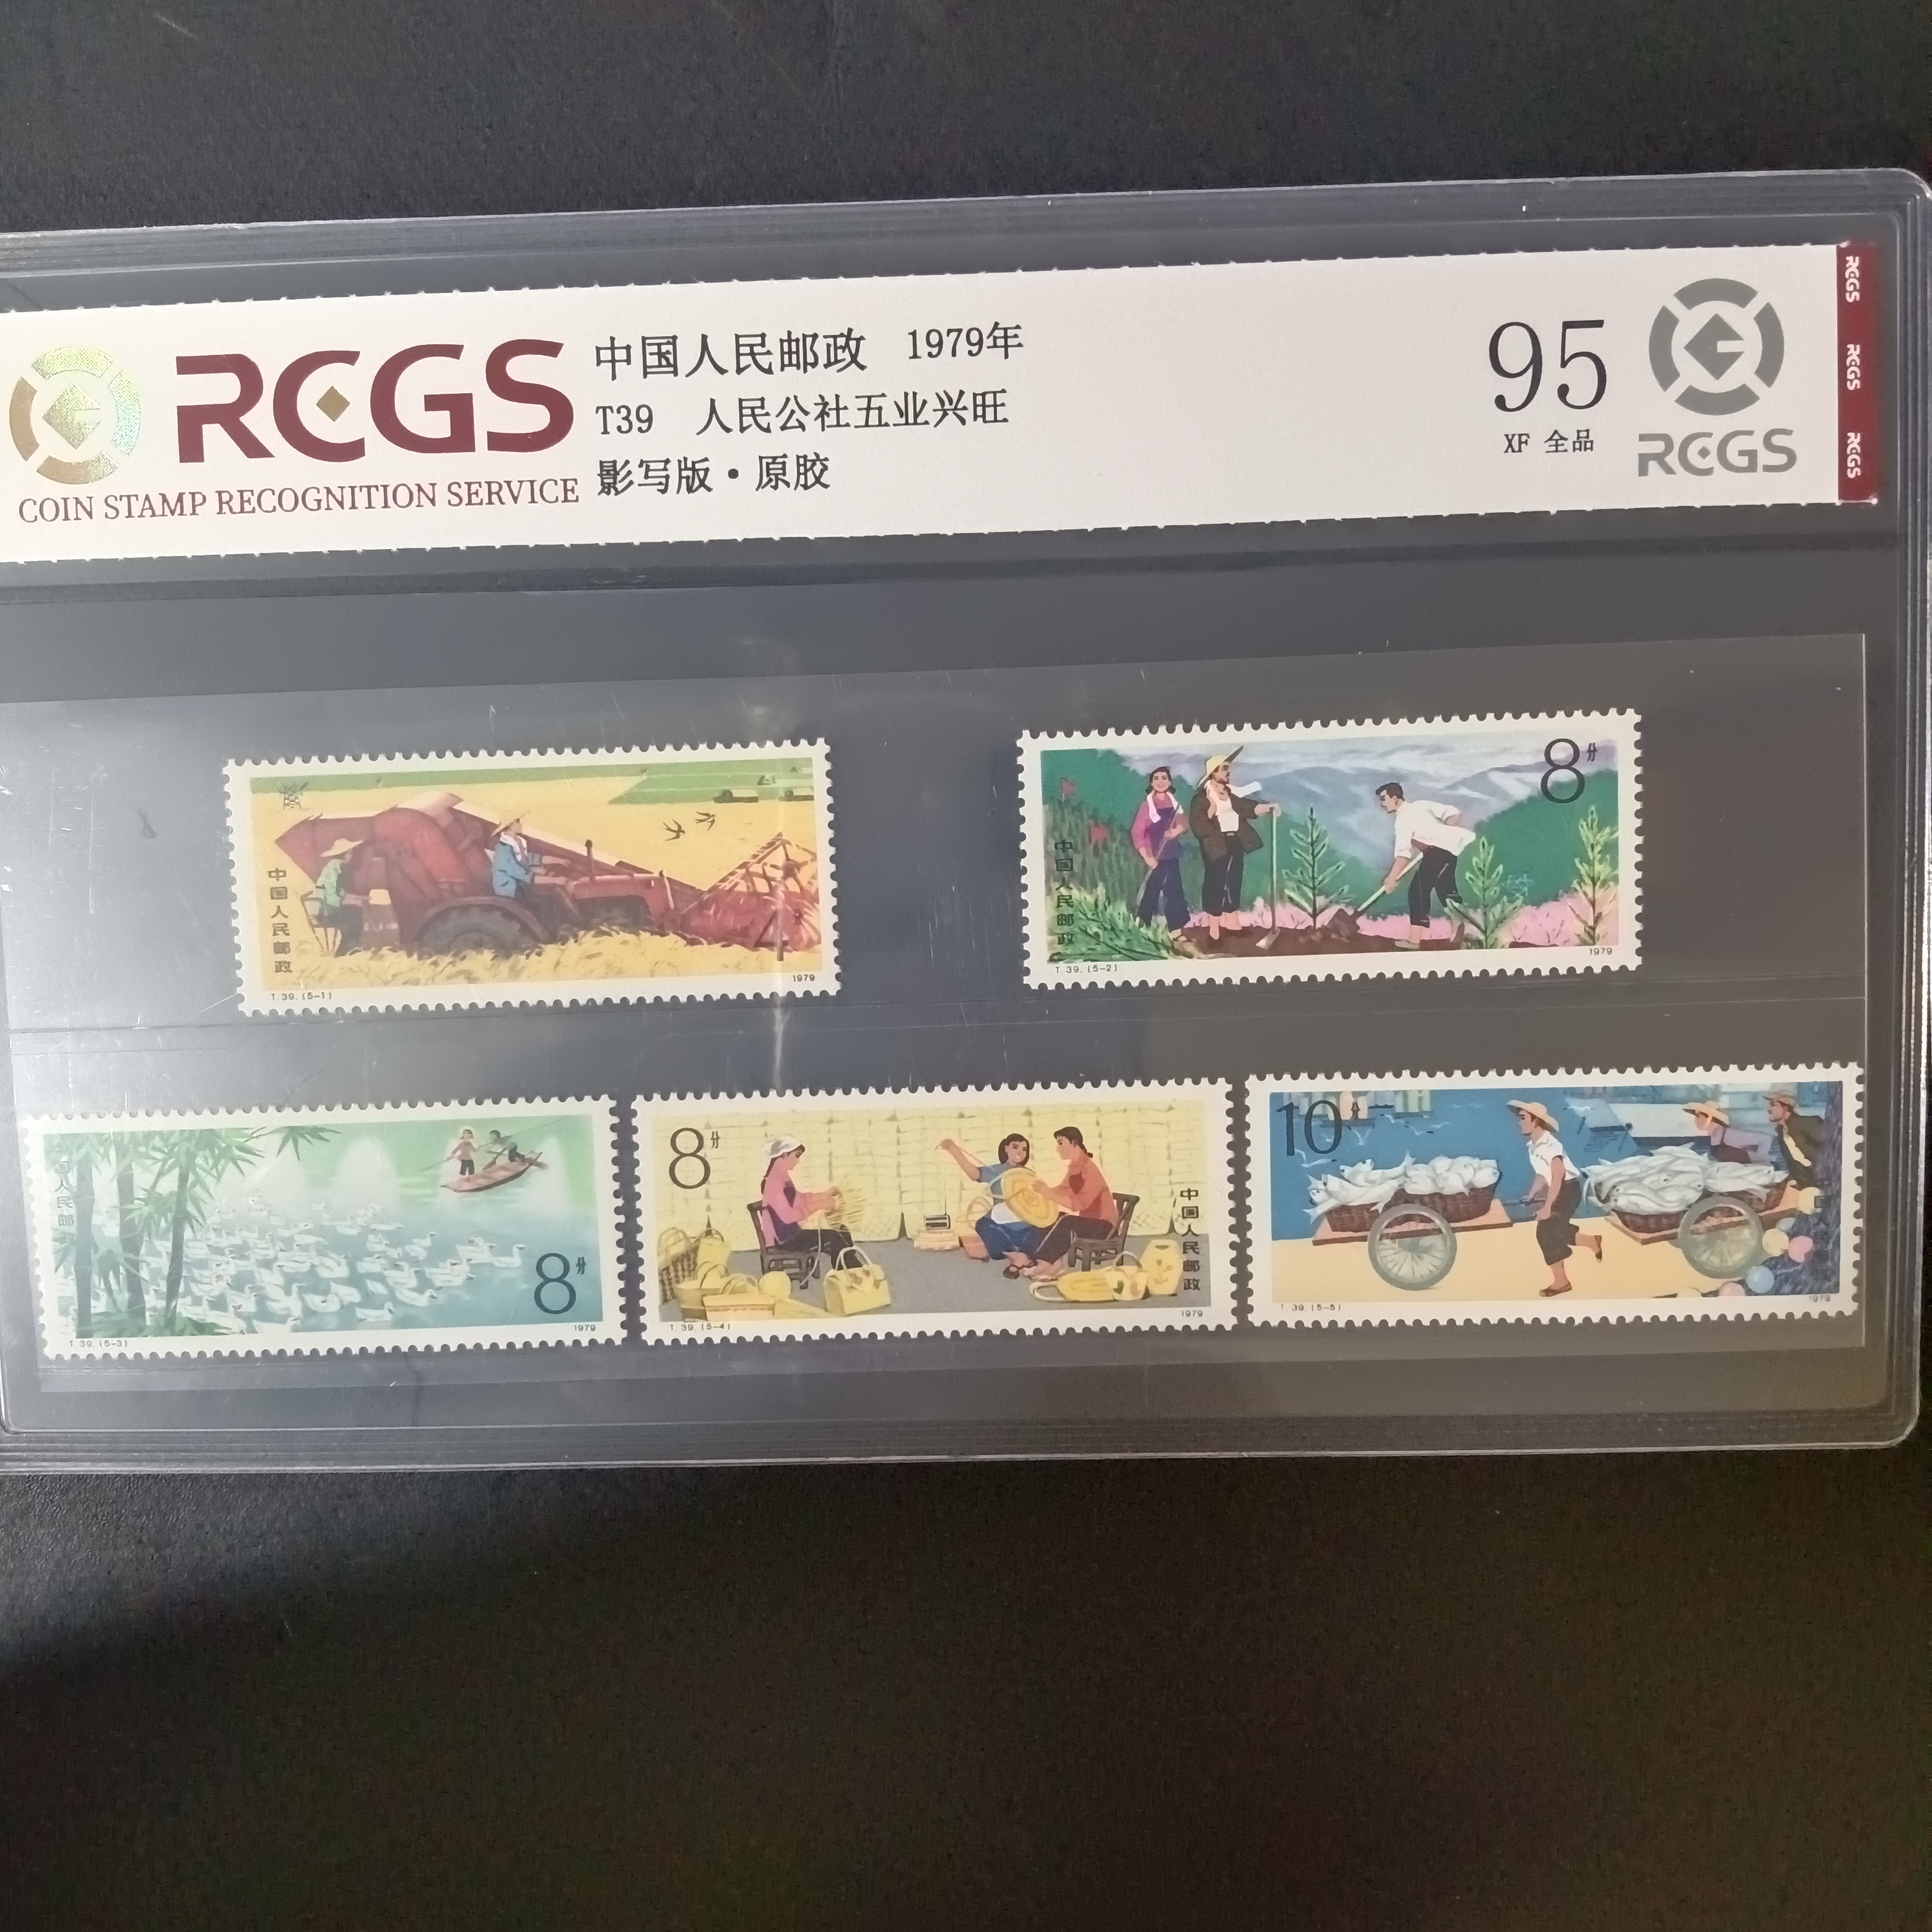 RCGS
COIN STAMP RECOGNITION SERVICE
中国人民邮政 1979年
T39 人民公社五业兴旺
影写版·原胶
95
XF 全品
RCGS
RCGS
RCGS
RCGS
中国人民邮政
T.39.(5-1)
1979
8分
中国人民邮政
T.39.(5-2)
1979
人民邮
8分
T.39.(5-3)
1979
8分
中国人民邮政
T.39.(5-4)
1979
10分
T.39.(5-5)
1979